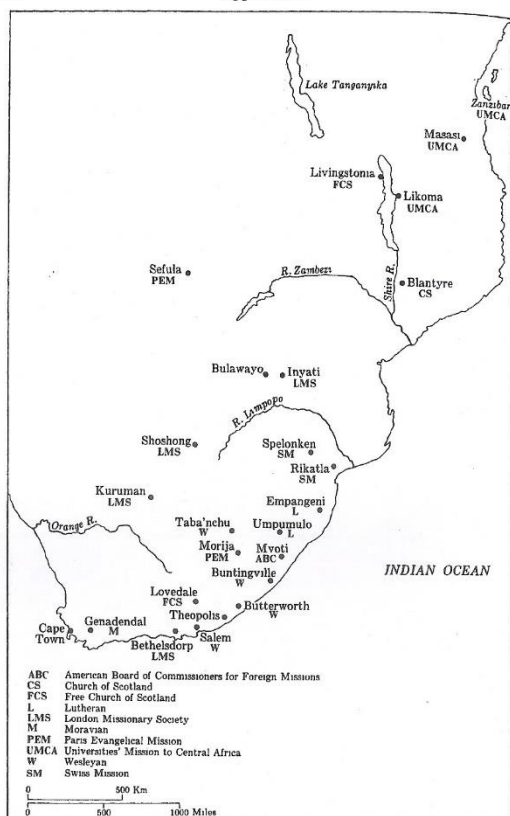 Lake Tanganyika
Zanzibar
UMCA
Masasi
UMCA
Livingstonia
FCS
Likoma
UMCA
Sefula
PEM
R. Zambezi
Shire R.
Blantyre
CS
Bulawayo
Inyati
LMS
R. Limpopo
Shoshong
LMS
Spelonken
SM
Rikatla
SM
Kuruman
LMS
Empangeni
L
Orange R.
Taba'nchu
W
Umpumulo
L
Morija
PEM
Mvoti
ABC
INDIAN OCEAN
Buntingville
W
Lovedale
FCS
Butterworth
W
Theopolis
Cape
Town
Genadendal
M
Salem
W
Bethelsdorp
LMS
ABC American Board of Commissioners for Foreign Missions
CS Church of Scotland
FCS Free Church of Scotland
L Lutheran
LMS London Missionary Society
M Moravian
PEM Paris Evangelical Mission
UMCA Universities' Mission to Central Africa
W Wesleyan
SM Swiss Mission
0 500 Km
0 500 1000 Miles